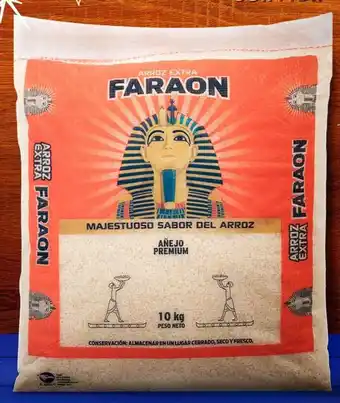 ARROZ EXTRA
FARAON
ARROZ EXTRA FARAON
ARROZ EXTRA FARAON
MAJESTUOSO SABOR DEL ARROZ
AÑEJO
PREMIUM
10 kg
PESO NETO
CONSERVACIÓN: ALMACENAR EN UN LUGAR CERRADO, SECO Y FRESCO.